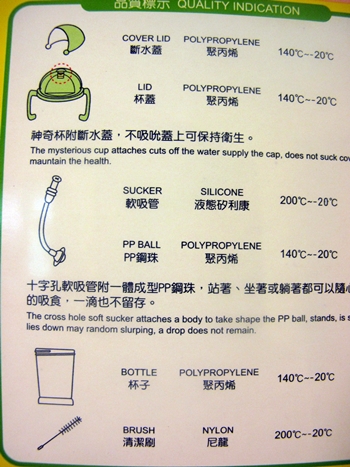 品質標示 QUALITY INDICATION
COVER LID POLYPROPYLENE 140℃--20℃
斷水蓋 聚丙烯
LID POLYPROPYLENE 140℃--20℃
杯蓋 聚丙烯
神奇杯附斷水蓋，不吸吮蓋上可保持衛生。
The mysterious cup attaches cuts off the water supply the cap, does not suck cov
mauntain the health.
SUCKER SILICONE 200℃--20℃
軟吸管 液態矽利康
PP BALL POLYPROPYLENE 140℃--20℃
PP鋼珠 聚丙烯
十字孔軟吸管附一體成型PP鋼珠，站著、坐著或躺著都可以隨心
的吸食，一滴也不留存。
The cross hole soft sucker attaches a body to take shape the PP ball, stands, is s
lies down may random slurping, a drop does not remain.
BOTTLE POLYPROPYLENE 140℃--20℃
杯子 聚丙烯
BRUSH NYLON 200℃--20℃
清潔刷 尼龍